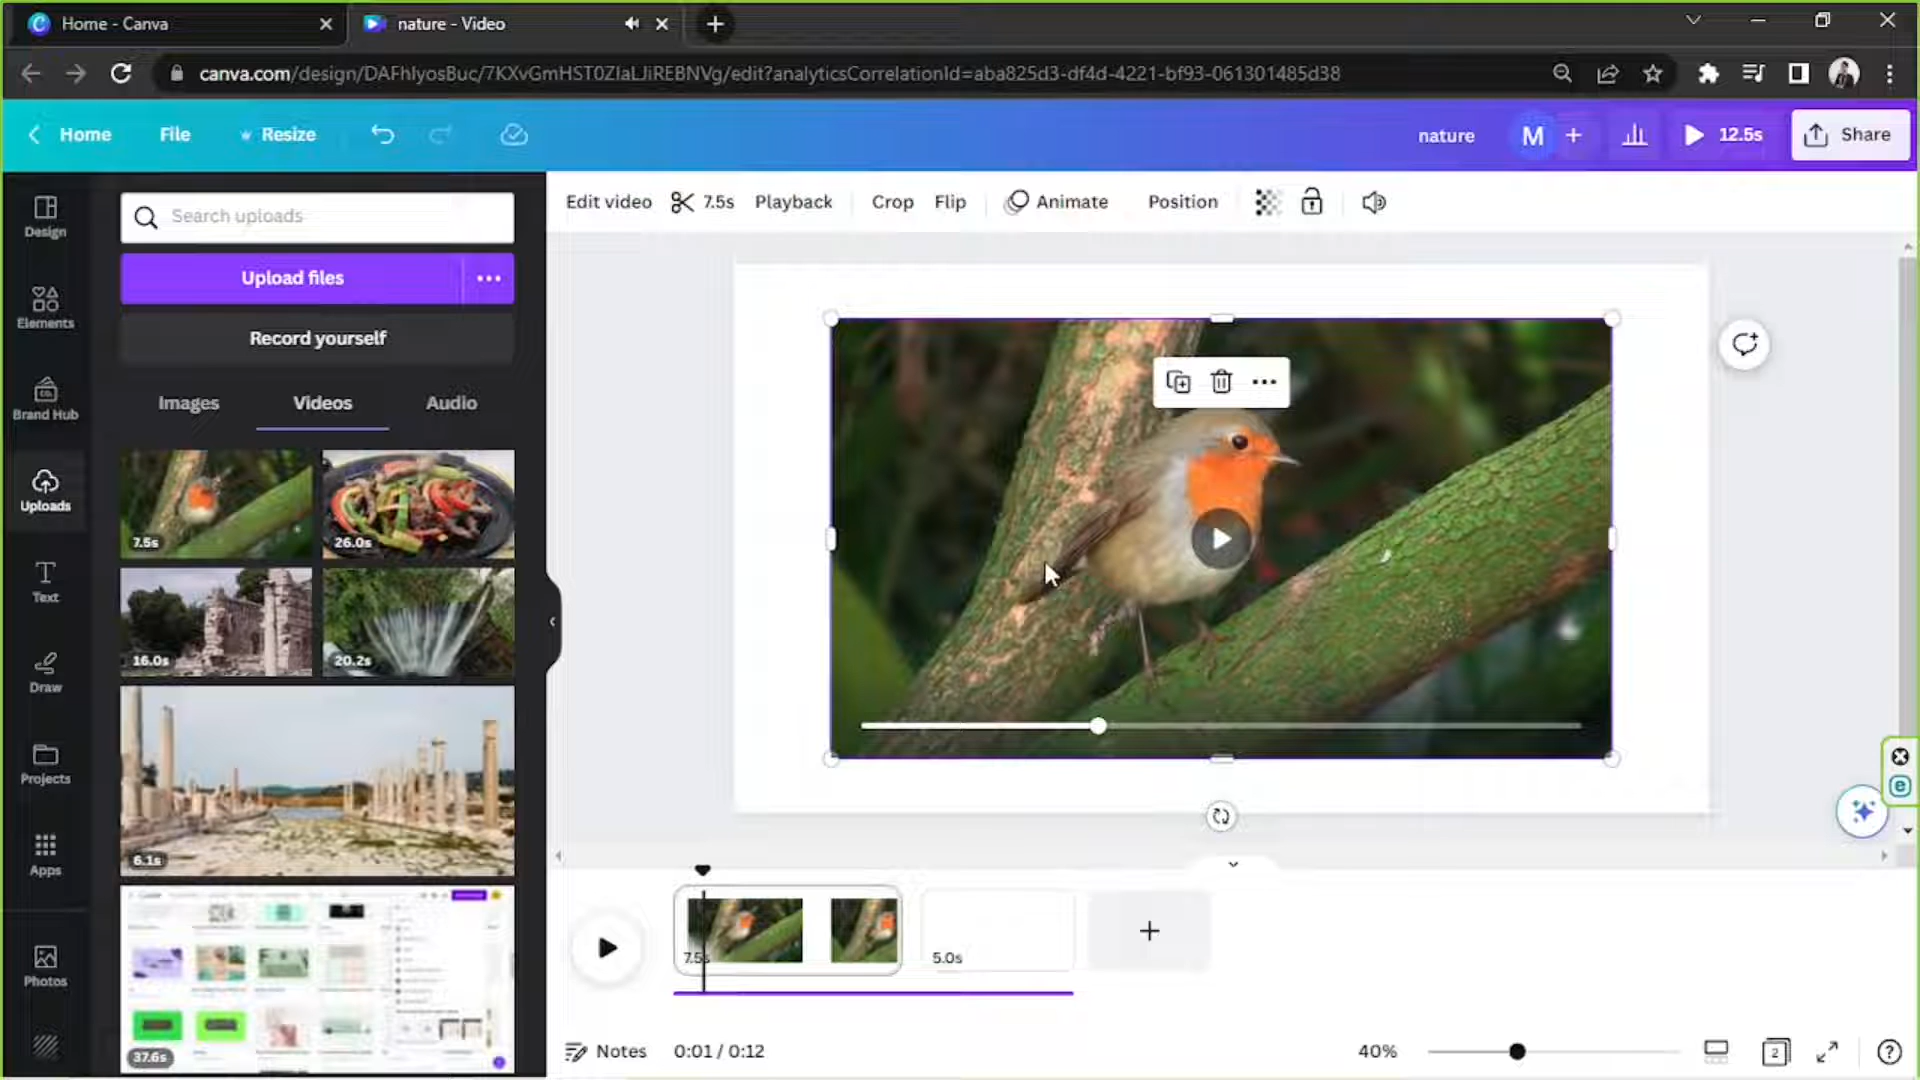 Home - Canva
nature - Video
canva.com/design/DAFhlyosBuc/7KXvGmHST0ZIaLJiREBNVg/edit?analyticsCorrelationId=aba825d3-df4d-4221-bf93-061301485d38
Home
File
Resize
nature
M
12.5s
Share
Design
Elements
Brand Hub
Uploads
Text
Draw
Projects
Apps
Photos
Search uploads
Upload files
Record yourself
Images
Videos
Audio
7.5s
26.0s
16.0s
20.2s
6.1s
37.6s
Edit video
7.5s
Playback
Crop
Flip
Animate
Position
7.5s
5.0s
Notes
0:01 / 0:12
40%
2